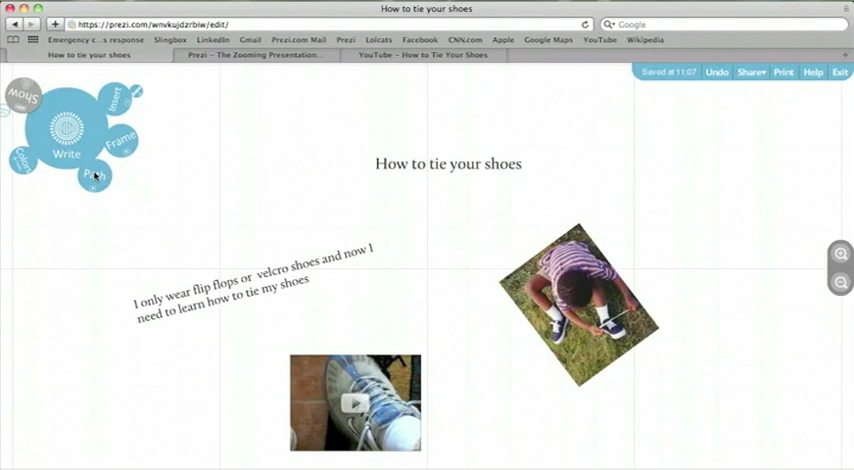 How to tie your shoes
https://prezi.com/wnvkujdzrbiw/edit/
Google
Emergency c...s response Slingbox LinkedIn Gmail Prezi.com Mail Prezi Lolcats Facebook CNN.com Apple Google Maps YouTube Wikipedia
How to tie your shoes Prezi – The Zooming Presentation... YouTube – How to Tie Your Shoes
Saved at 11:07 Undo Share▾ Print Help Exit
Show
Insert
Frame
Write
Colors
Path
How to tie your shoes
I only wear flip flops or velcro shoes and now I
need to learn how to tie my shoes